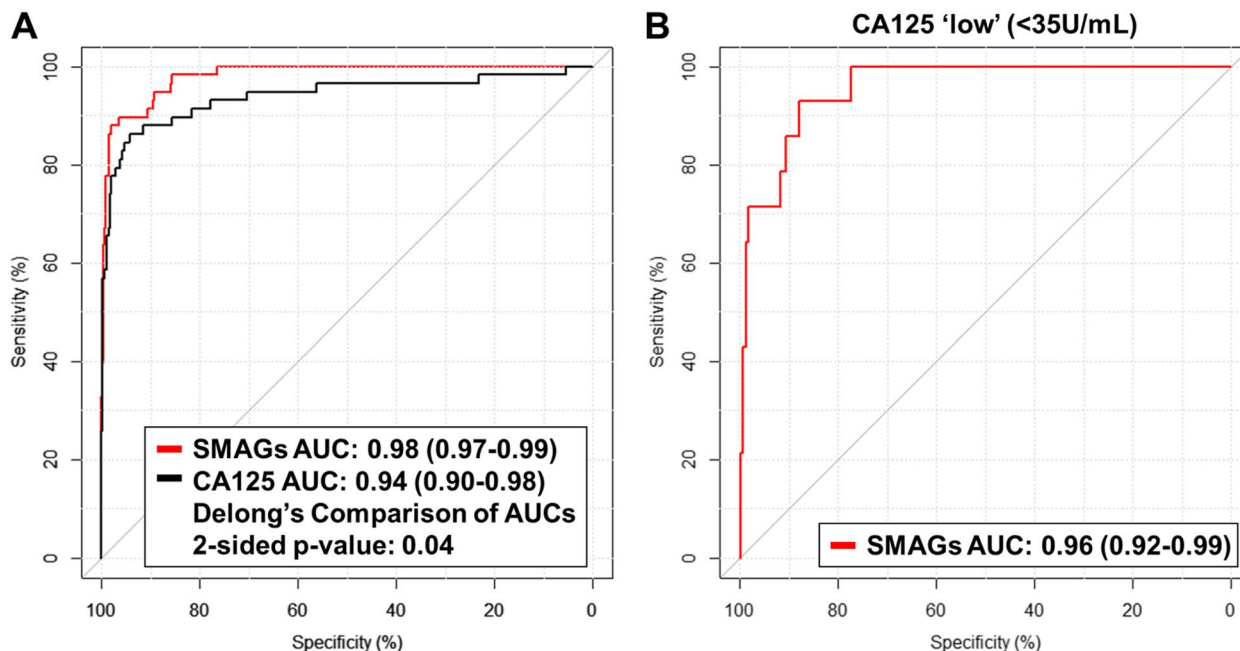 A
100
80
60
40
20
0
Sensitivity (%)
SMAGs AUC: 0.98 (0.97-0.99)
CA125 AUC: 0.94 (0.90-0.98)
Delong's Comparison of AUCs
2-sided p-value: 0.04
100 80 60 40 20 0
Specificity (%)
B
CA125 ‘low’ (<35U/mL)
100
80
60
40
20
0
Sensitivity (%)
SMAGs AUC: 0.96 (0.92-0.99)
100 80 60 40 20 0
Specificity (%)